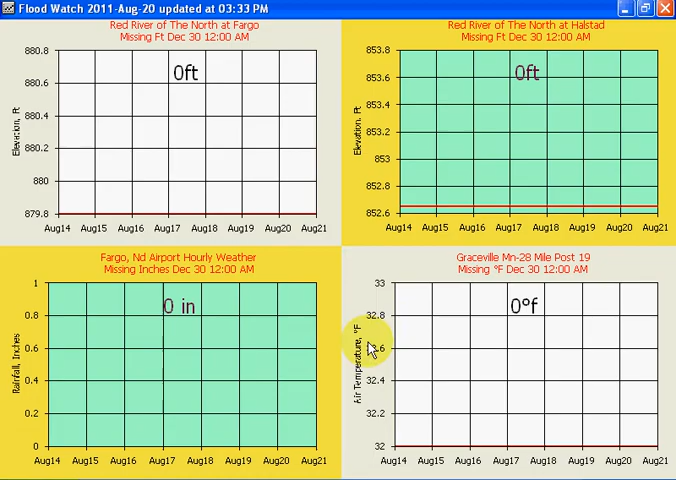 Flood Watch 2011-Aug-20 updated at 03:33 PM
Red River of The North at Fargo
Missing Ft Dec 30 12:00 AM
880.8
880.6
880.4
880.2
880
879.8
Elevation, Ft
0ft
Aug14 Aug15 Aug16 Aug17 Aug18 Aug19 Aug20 Aug21
Red River of The North at Halstad
Missing Ft Dec 30 12:00 AM
853.8
853.6
853.4
853.2
853
852.8
852.6
Elevation, Ft
0ft
Aug14 Aug15 Aug16 Aug17 Aug18 Aug19 Aug20 Aug21
Fargo, Nd Airport Hourly Weather
Missing Inches Dec 30 12:00 AM
1
0.8
0.6
0.4
0.2
0
Rainfall, Inches
0 in
Aug14 Aug15 Aug16 Aug17 Aug18 Aug19 Aug20 Aug21
Graceville Mn-28 Mile Post 19
Missing °F Dec 30 12:00 AM
33
32.8
32.6
32.4
32.2
32
Air Temperature, °F
0°f
Aug14 Aug15 Aug16 Aug17 Aug18 Aug19 Aug20 Aug21